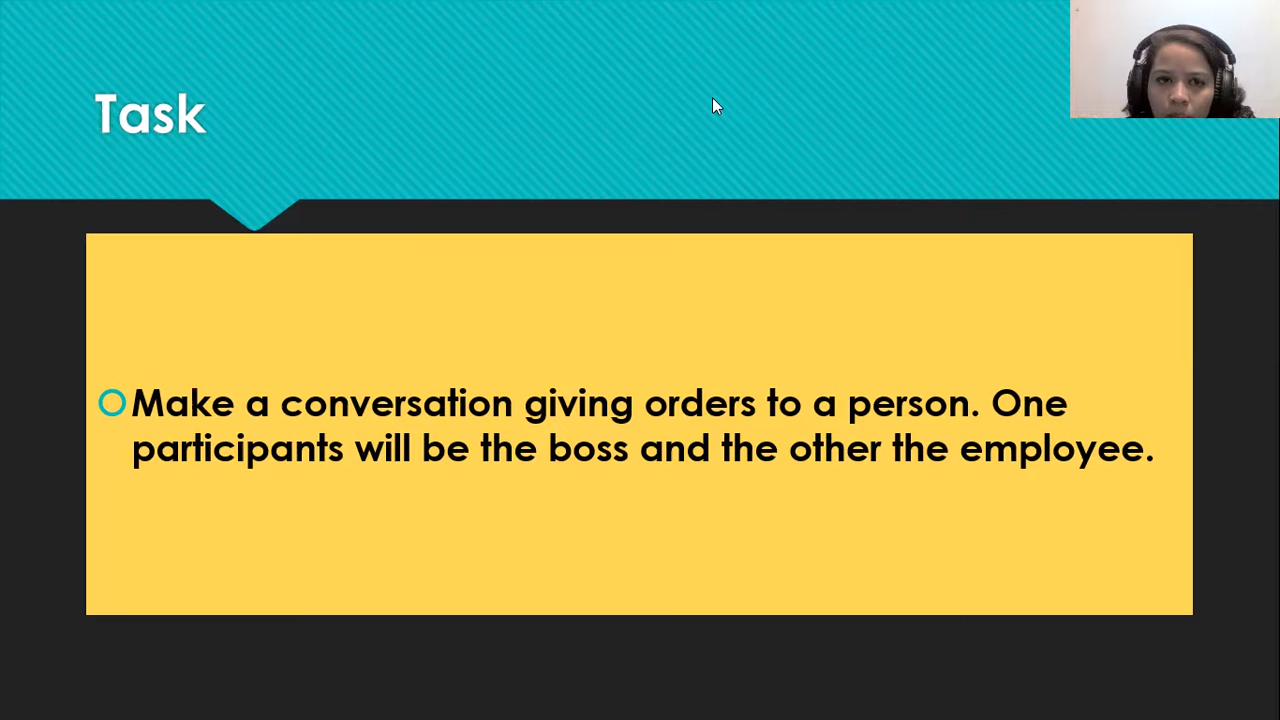 Task
Make a conversation giving orders to a person. One
participants will be the boss and the other the employee.